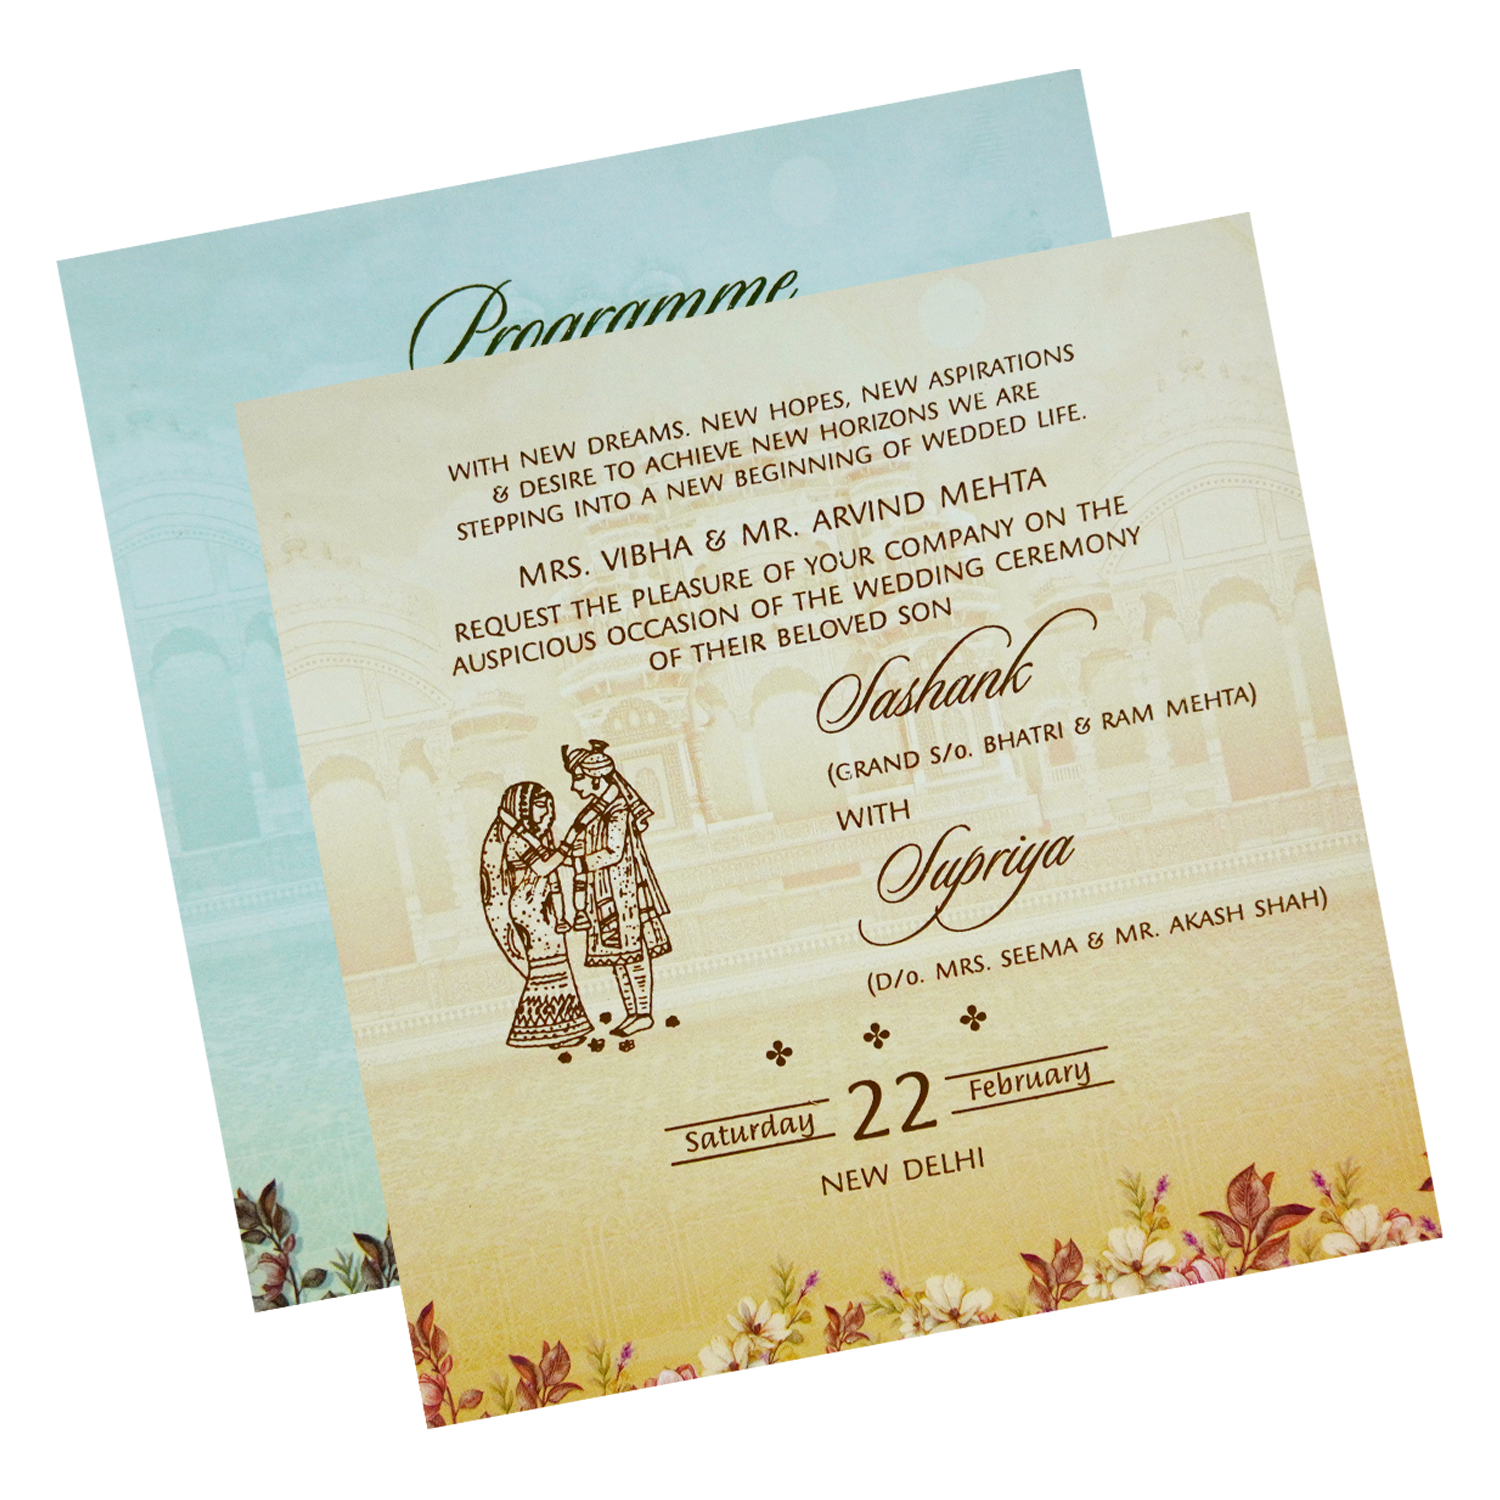 Programme
WITH NEW DREAMS. NEW HOPES, NEW ASPIRATIONS
& DESIRE TO ACHIEVE NEW HORIZONS WE ARE
STEPPING INTO A NEW BEGINNING OF WEDDED LIFE.
MRS. VIBHA & MR. ARVIND MEHTA
REQUEST THE PLEASURE OF YOUR COMPANY ON THE
AUSPICIOUS OCCASION OF THE WEDDING CEREMONY
OF THEIR BELOVED SON
Sashank
(GRAND S/o. BHATRI & RAM MEHTA)
WITH
Supriya
(D/o. MRS. SEEMA & MR. AKASH SHAH)
Saturday 22 February
NEW DELHI